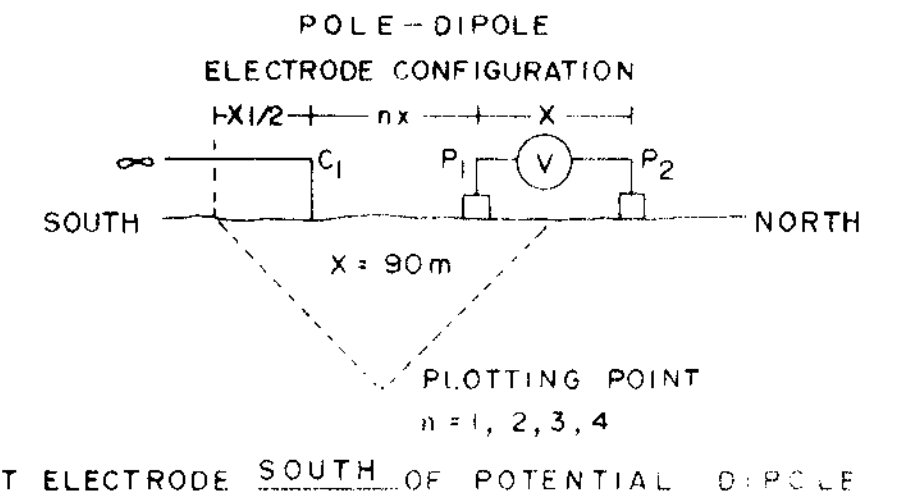 POLE-DIPOLE
ELECTRODE CONFIGURATION
X1/2 nx X
∞ C1 P1 V P2
SOUTH NORTH
X = 90m
PLOTTING POINT
n = 1, 2, 3, 4
T ELECTRODE SOUTH OF POTENTIAL DIPOLE